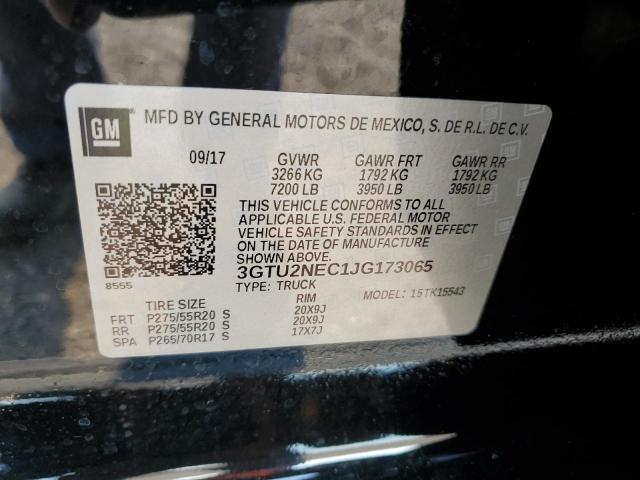 GM
MFD BY GENERAL MOTORS DE MEXICO, S. DE R.L. DE C.V.
09/17 GVWR GAWR FRT GAWR RR
3266 KG 1792 KG 1792 KG
7200 LB 3950 LB 3950 LB
THIS VEHICLE CONFORMS TO ALL
APPLICABLE U.S. FEDERAL MOTOR
VEHICLE SAFETY STANDARDS IN EFFECT
ON THE DATE OF MANUFACTURE
SHOWN ABOVE.
3GTU2NEC1JG173065
8555
TYPE: TRUCK MODEL: 15TK15543
TIRE SIZE RIM
FRT P275/55R20 S 20X9J
RR P275/55R20 S 20X9J
SPA P265/70R17 S 17X7J